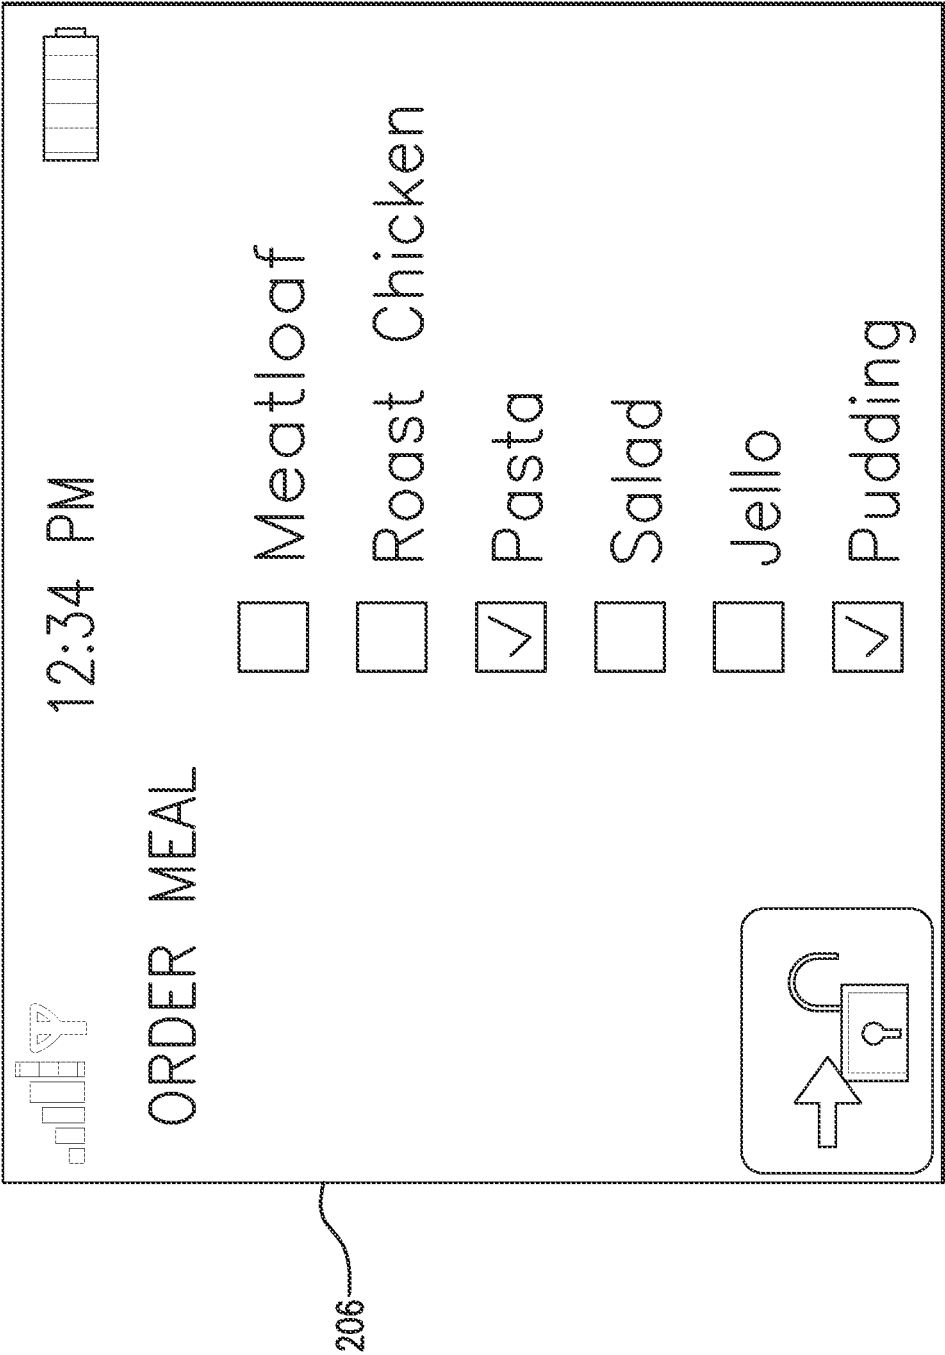 12:34 PM
ORDER MEAL
Meatloaf
Roast Chicken
Pasta
Salad
Jello
Pudding
206